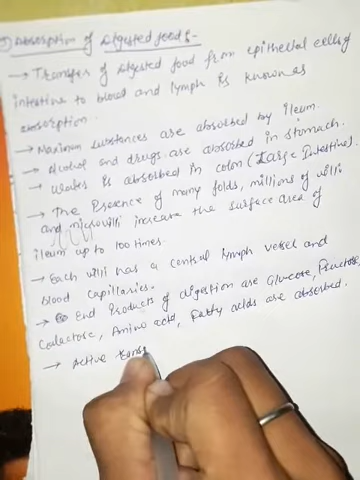 Absorption of Digested food :-
→ Transfer of digested food from epithelial cells of
intestine to blood and lymph is known as
absorption.
→ Maximum substances are absorbed by ileum.
→ Alcohol and drugs are absorbed in stomach.
→ Water is absorbed in colon (Large Intestine).
→ The Presence of many folds, millions of villi
and microvilli increase the surface area of
ileum up to 100 times.
→ Each villi has a central lymph vessel and
blood capillaries.
→ End Products of digestion are Glucose, Fructose,
Galactose, Amino acid, Fatty acids are absorbed.
→ Active trans